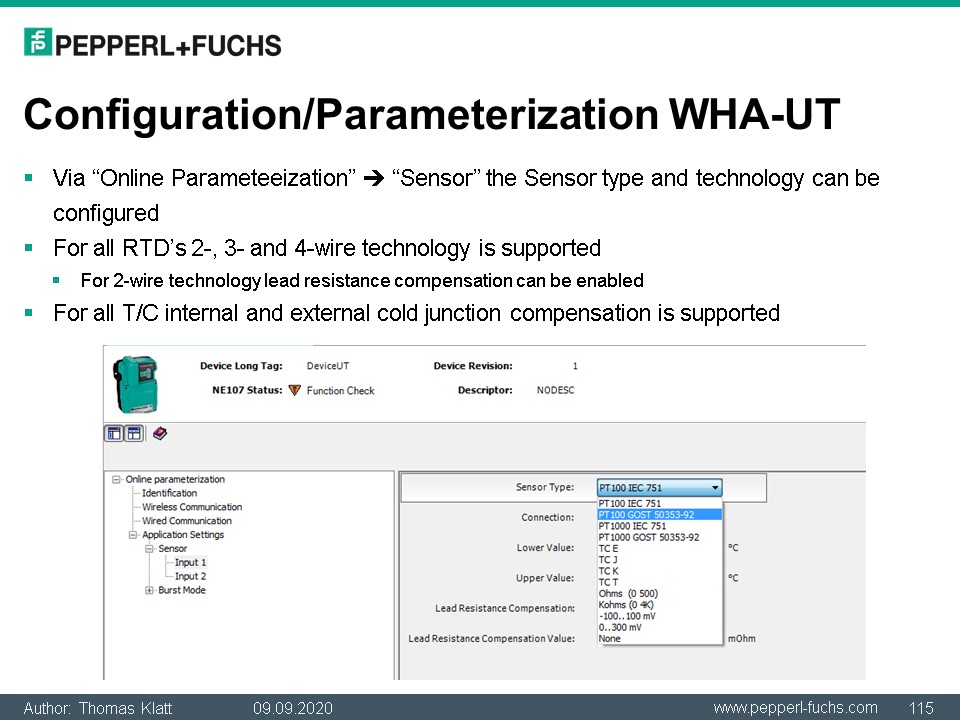 PEPPERL+FUCHS
Configuration/Parameterization WHA-UT
Via “Online Parameteeization” ➔ “Sensor” the Sensor type and technology can be
configured
For all RTD’s 2-, 3- and 4-wire technology is supported
For 2-wire technology lead resistance compensation can be enabled
For all T/C internal and external cold junction compensation is supported
Device Long Tag: DeviceUT Device Revision: 1
NE107 Status: Function Check Descriptor: NODESC
Online parameterization
Identification
Wireless Communication
Wired Communication
Application Settings
Sensor
Input 1
Input 2
Burst Mode
Sensor Type: PT100 IEC 751
PT100 IEC 751
PT100 GOST 50353-92
Connection:
PT1000 IEC 751
PT1000 GOST 50353-92
Lower Value: TC E °C
TC J
TC K
Upper Value: TC T °C
Ohms (0 500)
Lead Resistance Compensation: Kohms (0 4K)
-100..100 mV
0..300 mV
Lead Resistance Compensation Value: None mOhm
Author: Thomas Klatt 09.09.2020 www.pepperl-fuchs.com 115